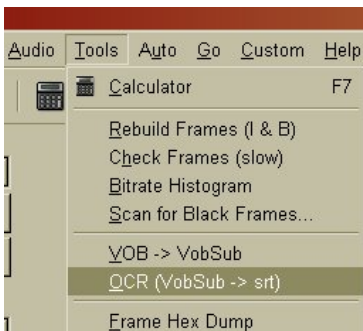 Audio Tools Auto Go Custom Help
Calculator F7
Rebuild Frames (I & B)
Check Frames (slow)
Bitrate Histogram
Scan for Black Frames...
VOB -> VobSub
OCR (VobSub -> srt)
Frame Hex Dump